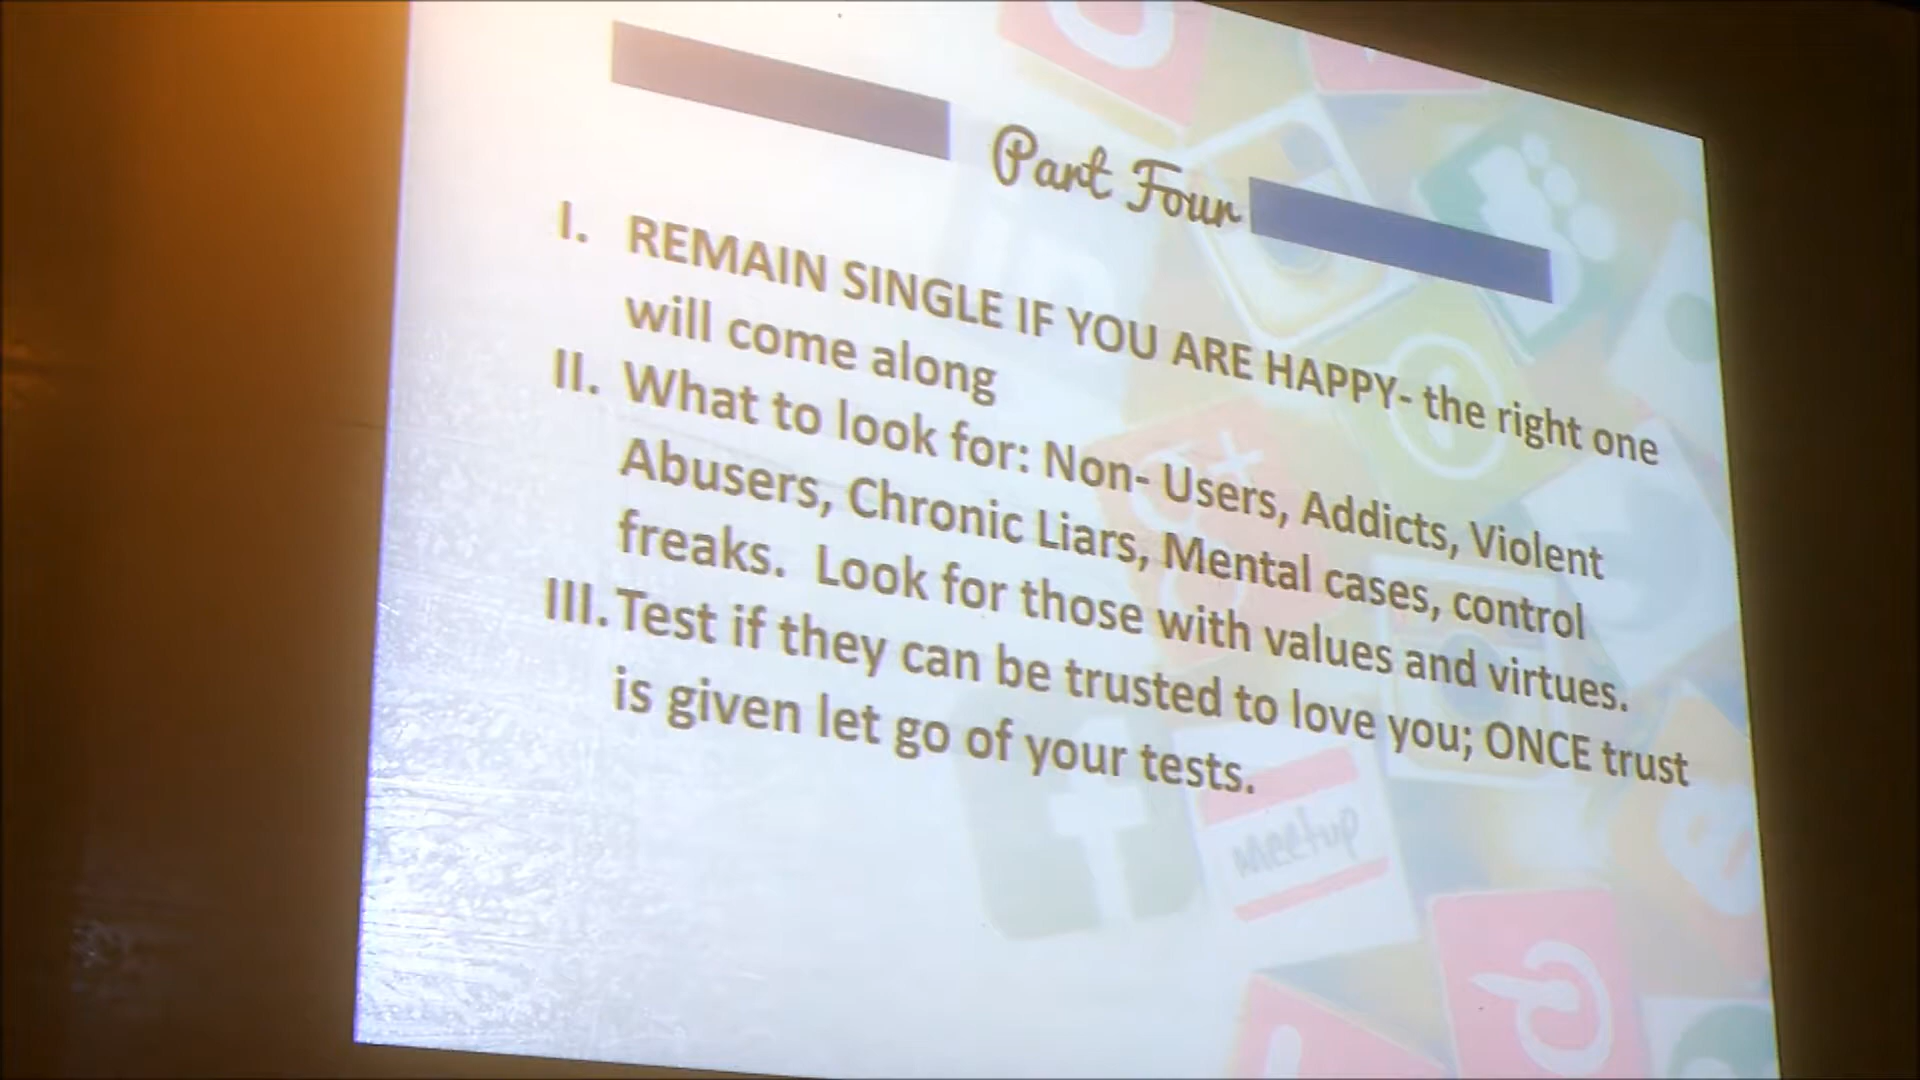 Part Four
I. REMAIN SINGLE IF YOU ARE HAPPY- the right one
will come along
II. What to look for: Non- Users, Addicts, Violent
Abusers, Chronic Liars, Mental cases, control
freaks. Look for those with values and virtues.
III. Test if they can be trusted to love you; ONCE trust
is given let go of your tests.
meetup